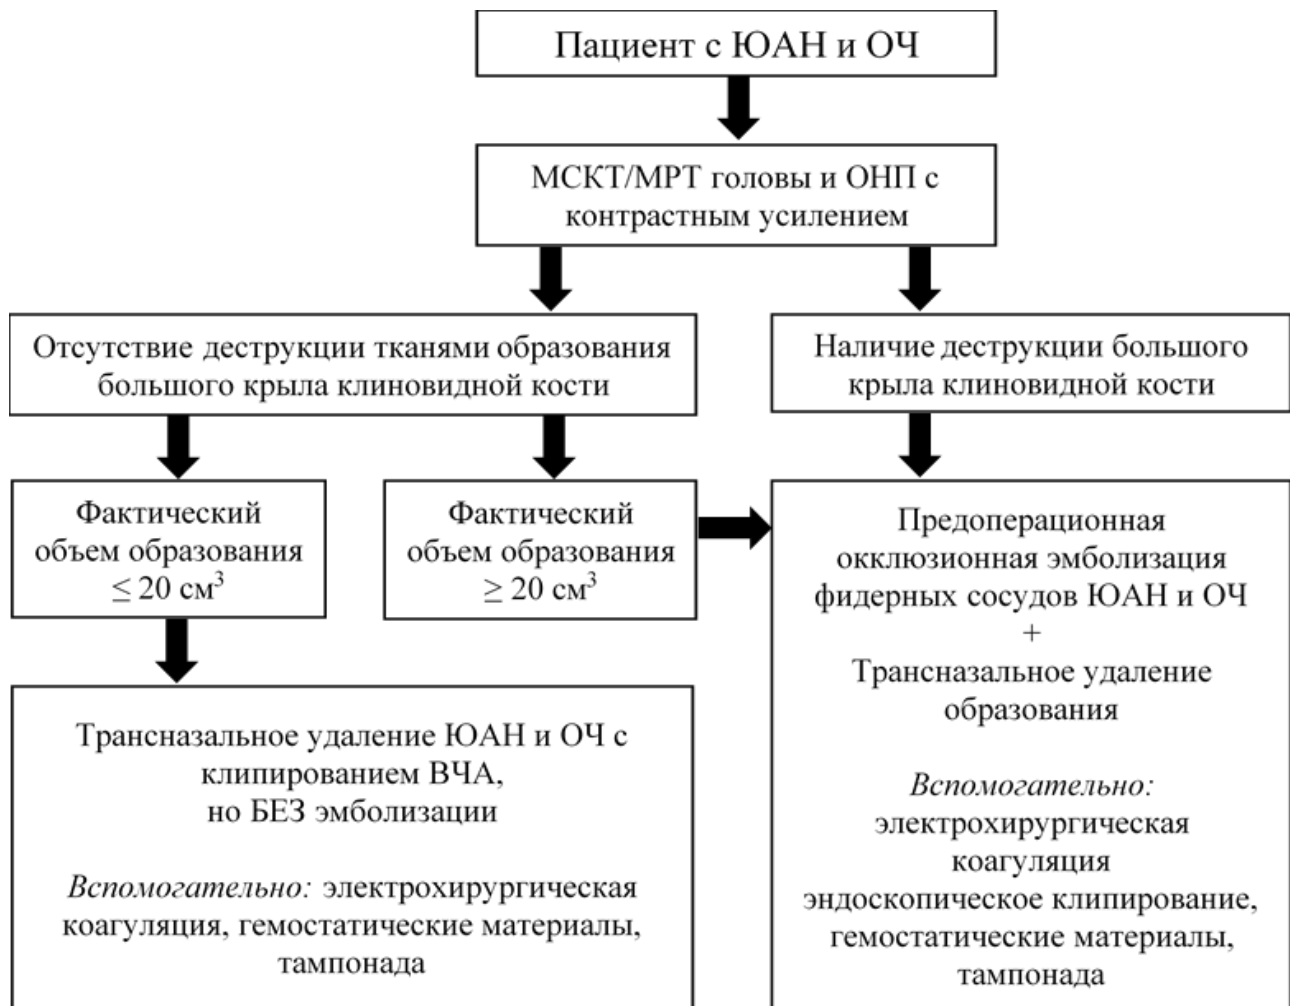 Пациент с ЮАН и ОЧ
МСКТ/МРТ головы и ОНП с
контрастным усилением
Отсутствие деструкции тканями образования
большого крыла клиновидной кости
Наличие деструкции большого
крыла клиновидной кости
Фактический
объем образования
≤ 20 см³
Фактический
объем образования
≥ 20 см³
Предоперационная
окклюзионная эмболизация
фидерных сосудов ЮАН и ОЧ
+
Трансназальное удаление
образования
Вспомогательно:
электрохирургическая
коагуляция
эндоскопическое клипирование,
гемостатические материалы,
тампонада
Трансназальное удаление ЮАН и ОЧ с
клипированием ВЧА,
но БЕЗ эмболизации
Вспомогательно: электрохирургическая
коагуляция, гемостатические материалы,
тампонада